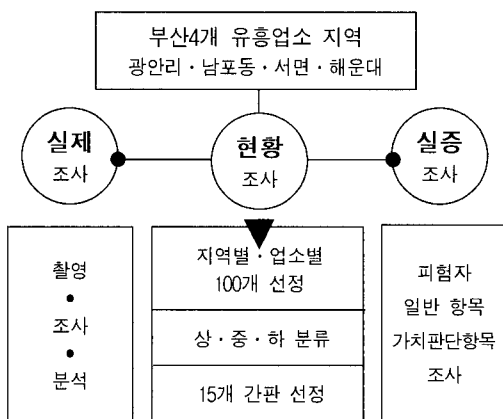 부산4개 유흥업소 지역
광안리·남포동·서면·해운대
실제
조사
현황
조사
실증
조사
촬영
•
조사
•
분석
지역별·업소별
100개 선정
상·중·하 분류
15개 간판 선정
피험자
일반 항목
가치판단항목
조사